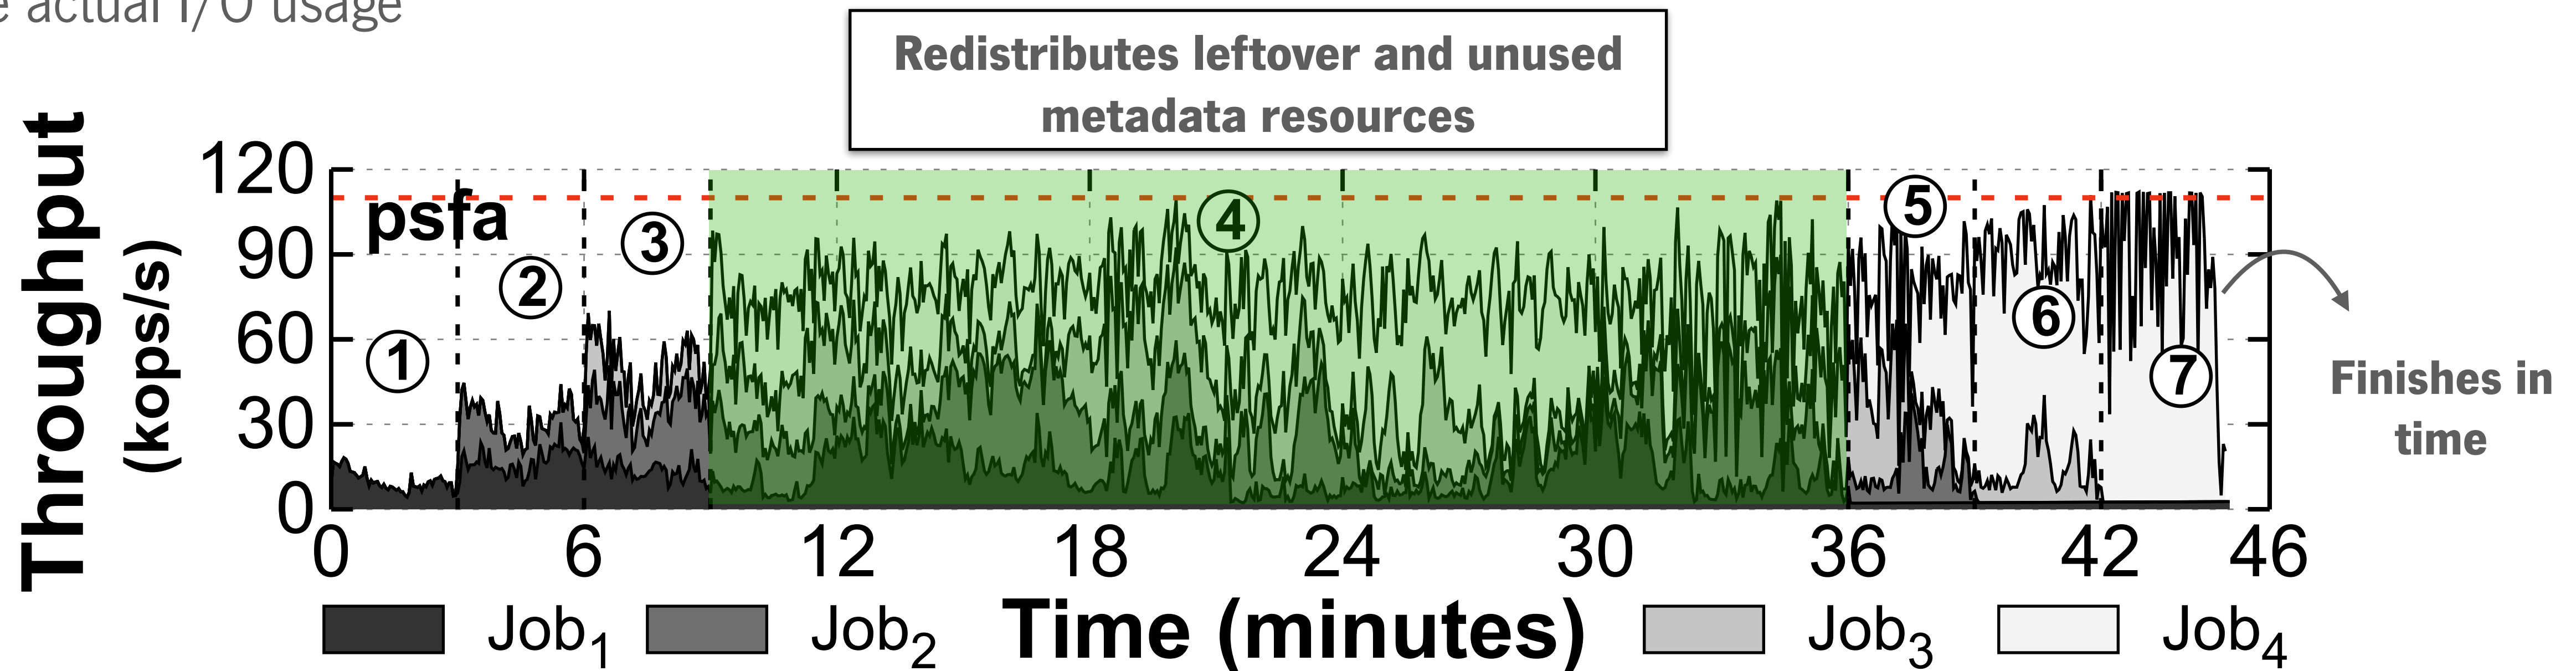 e actual I/O usage
Redistributes leftover and unused
metadata resources
Throughput
(kops/s)
120
90
60
30
0
psfa
1
2
3
4
5
6
7
Finishes in
time
0 6 12 18 24 30 36 42 46
Time (minutes)
Job1 Job2 Job3 Job4